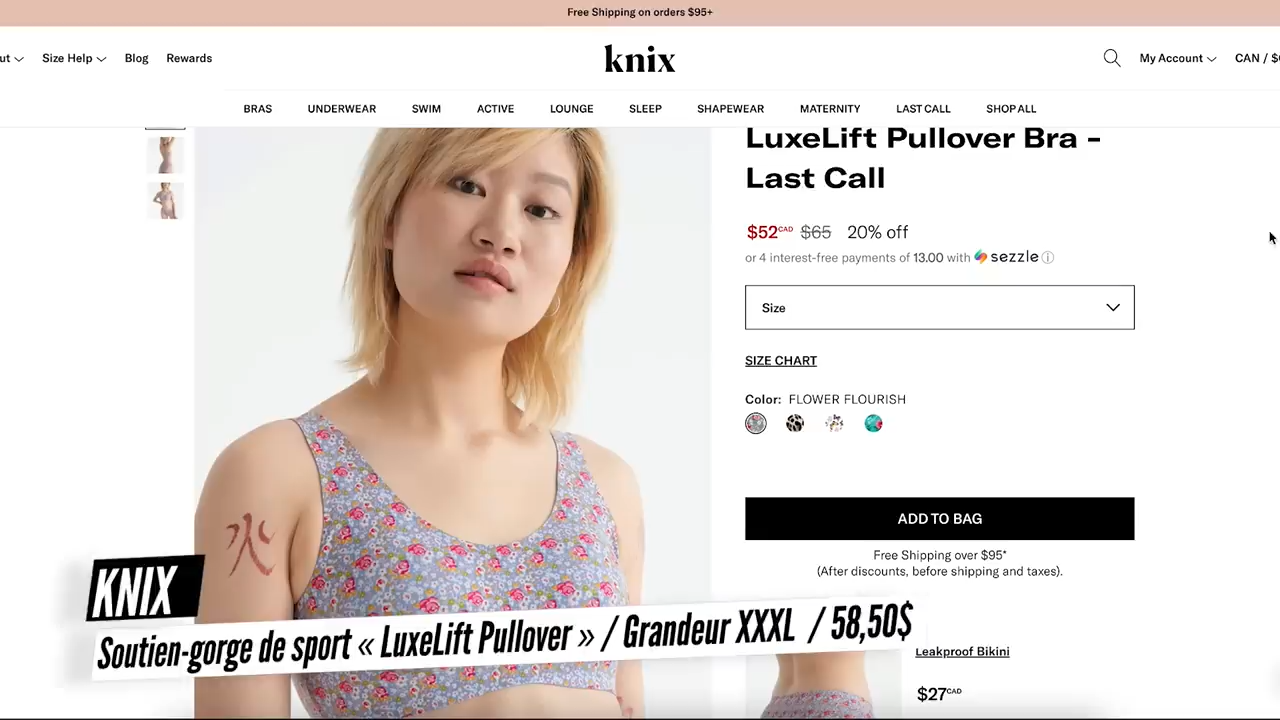 Free Shipping on orders $95+
ut Size Help Blog Rewards
knix
My Account CAN / $
BRAS UNDERWEAR SWIM ACTIVE LOUNGE SLEEP SHAPEWEAR MATERNITY LAST CALL SHOP ALL
LuxeLift Pullover Bra -
Last Call
$52CAD $65 20% off
or 4 interest-free payments of 13.00 with sezzle
Size
SIZE CHART
Color: FLOWER FLOURISH
ADD TO BAG
Free Shipping over $95*
(After discounts, before shipping and taxes).
火
KNIX
Soutien-gorge de sport « LuxeLift Pullover » / Grandeur XXXL / 58,50$
Leakproof Bikini
$27CAD